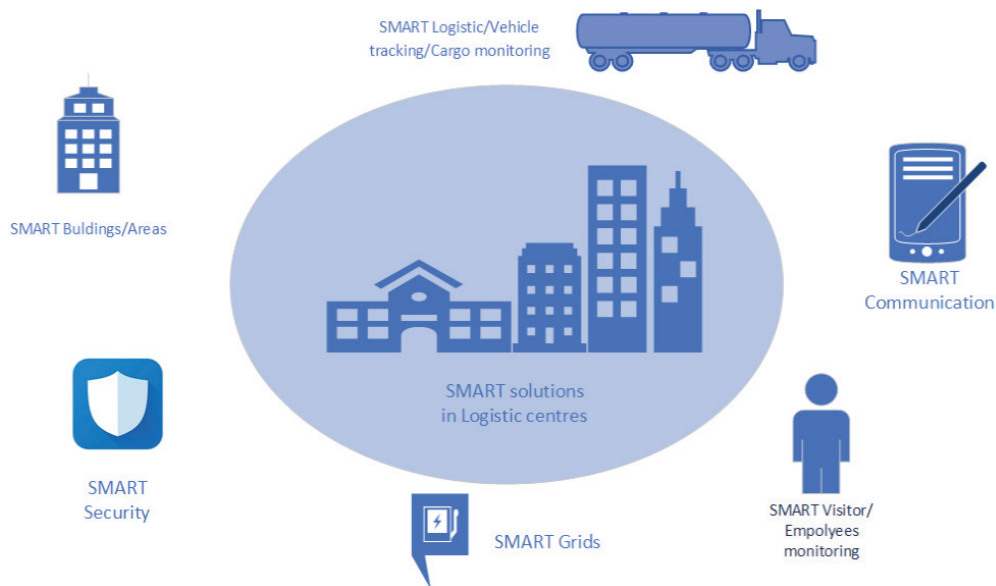 SMART Logistic/Vehicle
tracking/Cargo monitoring
SMART Buldings/Areas
SMART
Communication
SMART solutions
in Logistic centres
SMART
Security
SMART Grids
SMART Visitor/
Empolyees
monitoring